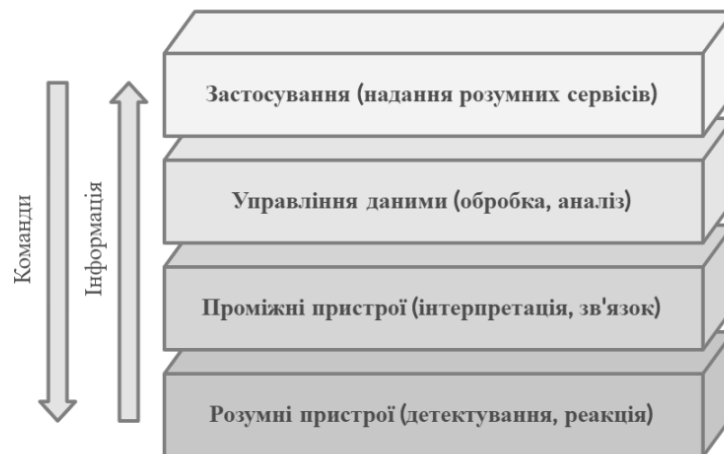 Застосування (надання розумних сервісів)
Управління даними (обробка, аналіз)
Проміжні пристрої (інтерпретація, зв'язок)
Розумні пристрої (детектування, реакція)
Команди
Інформація